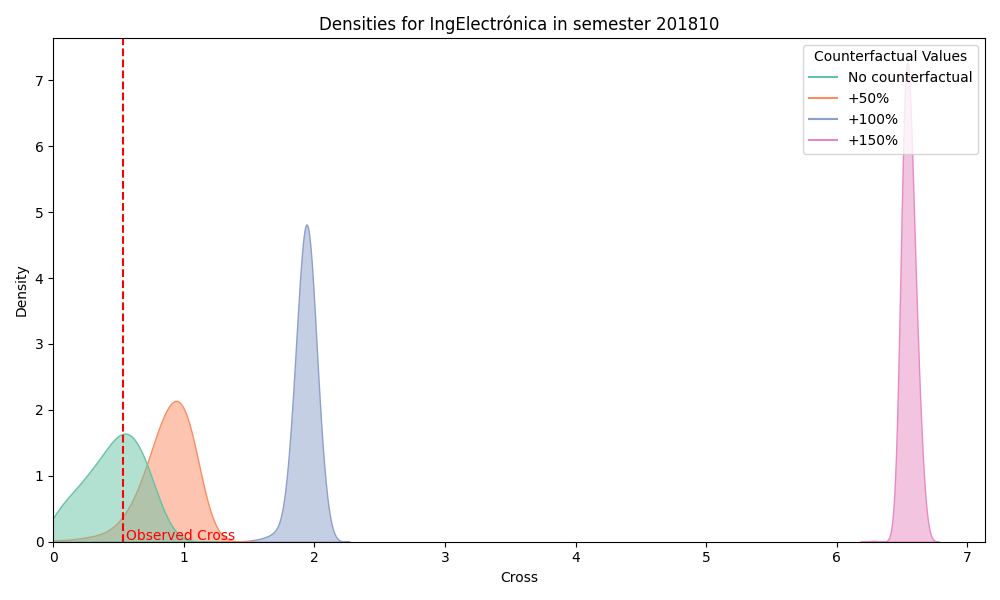 Densities for IngElectrónica in semester 201810
Counterfactual Values
No counterfactual
+50%
+100%
+150%
7
6
5
4
3
2
1
0
Density
Observed Cross
0 1 2 3 4 5 6 7
Cross